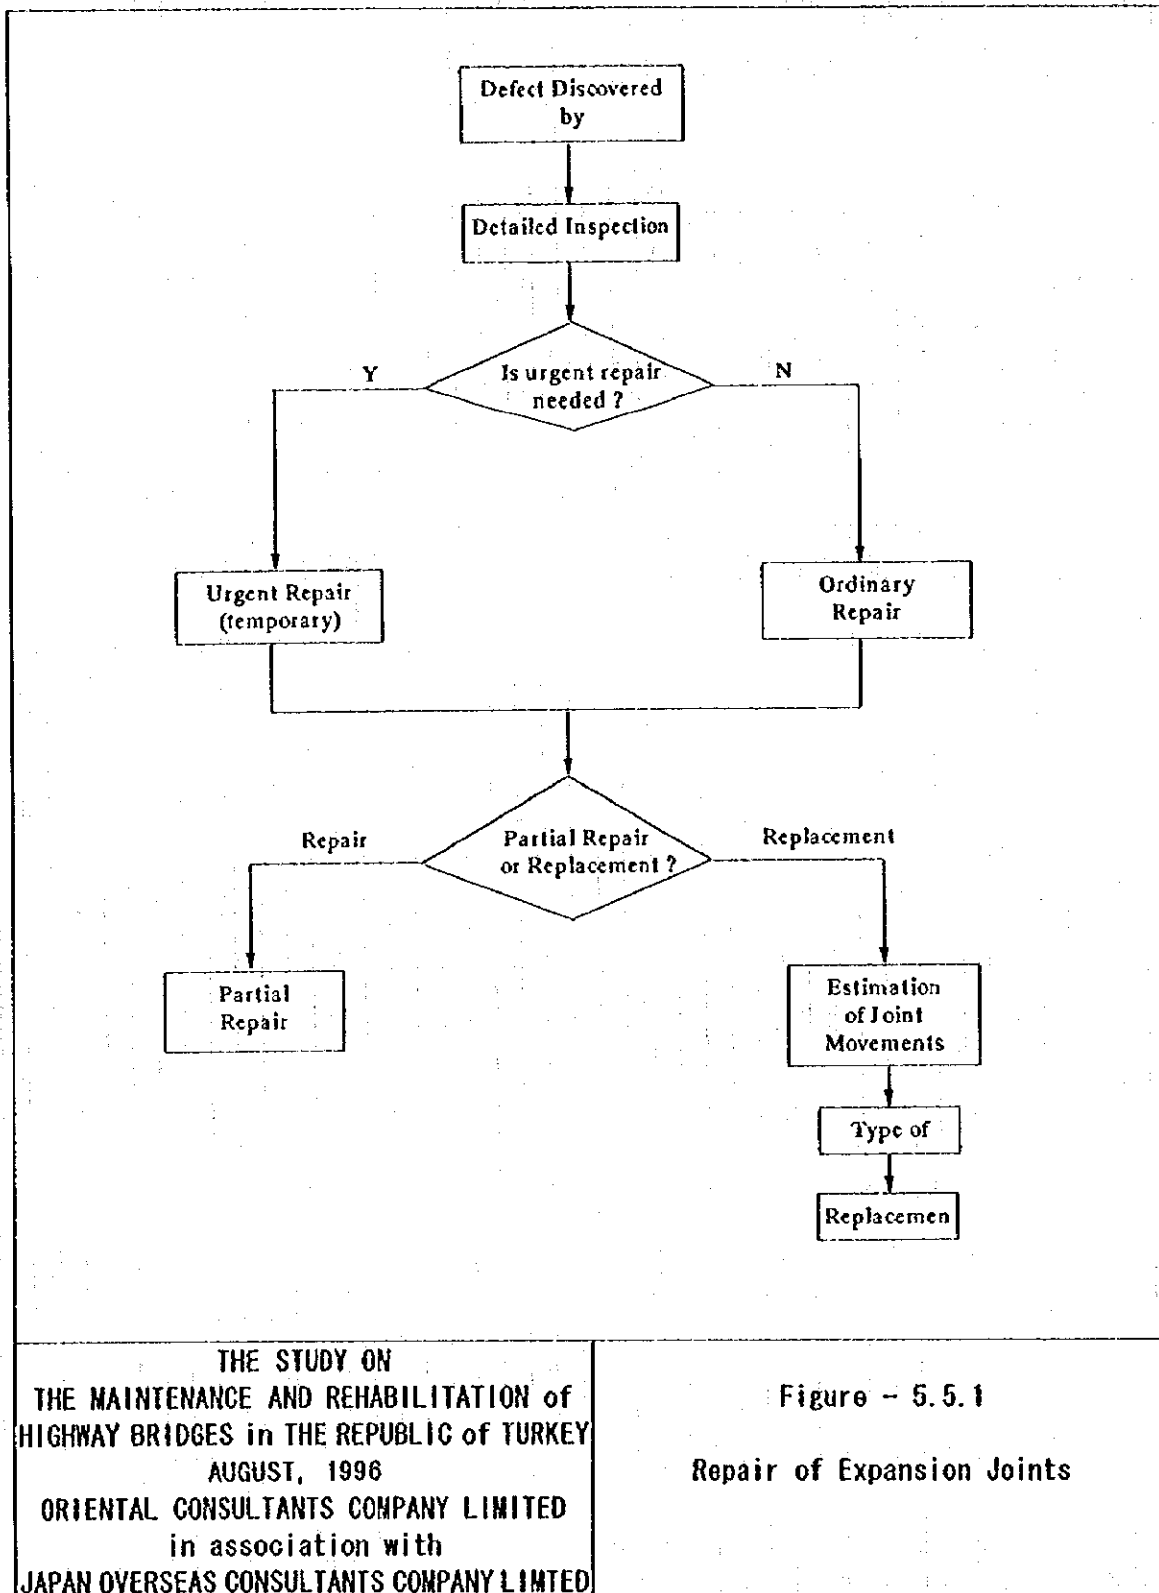 Defect Discovered
by
Detailed Inspection
Y
Is urgent repair
needed ?
N
Urgent Repair
(temporary)
Ordinary
Repair
Repair
Partial Repair
or Replacement ?
Replacement
Partial
Repair
Estimation
of Joint
Movements
Type of
Replacemen
THE STUDY ON
THE MAINTENANCE AND REHABILITATION of
HIGHWAY BRIDGES in THE REPUBLIC of TURKEY
AUGUST, 1996
ORIENTAL CONSULTANTS COMPANY LIMITED
in association with
JAPAN OVERSEAS CONSULTANTS COMPANY LIMTED
Figure - 5.5.1
Repair of Expansion Joints